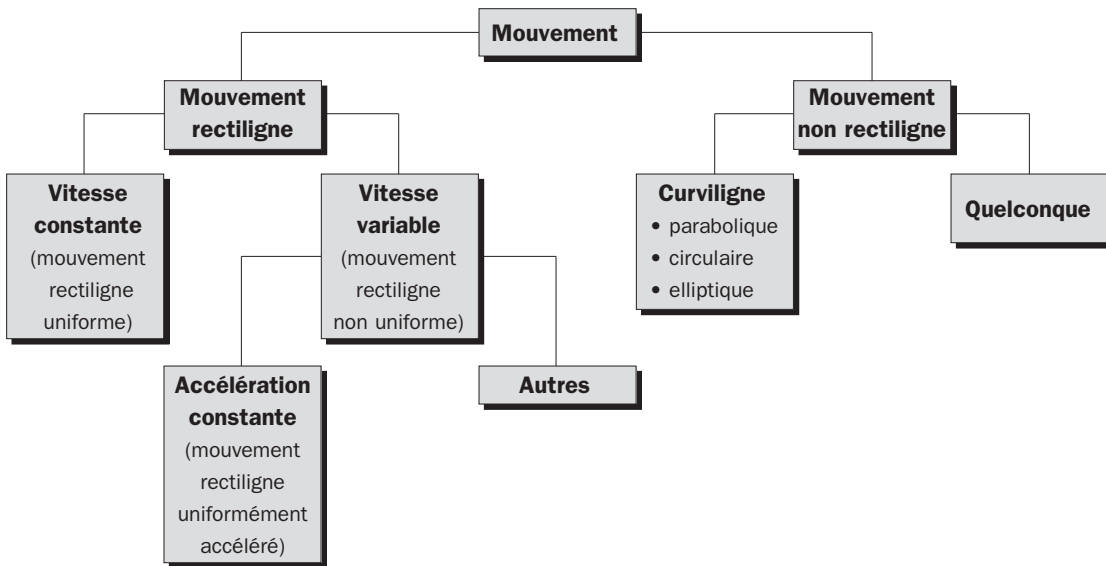 Mouvement
Mouvement
rectiligne
Mouvement
non rectiligne
Vitesse
constante
(mouvement
rectiligne
uniforme)
Vitesse
variable
(mouvement
rectiligne
non uniforme)
Curviligne
• parabolique
• circulaire
• elliptique
Quelconque
Accélération
constante
(mouvement
rectiligne
uniformément
accéléré)
Autres